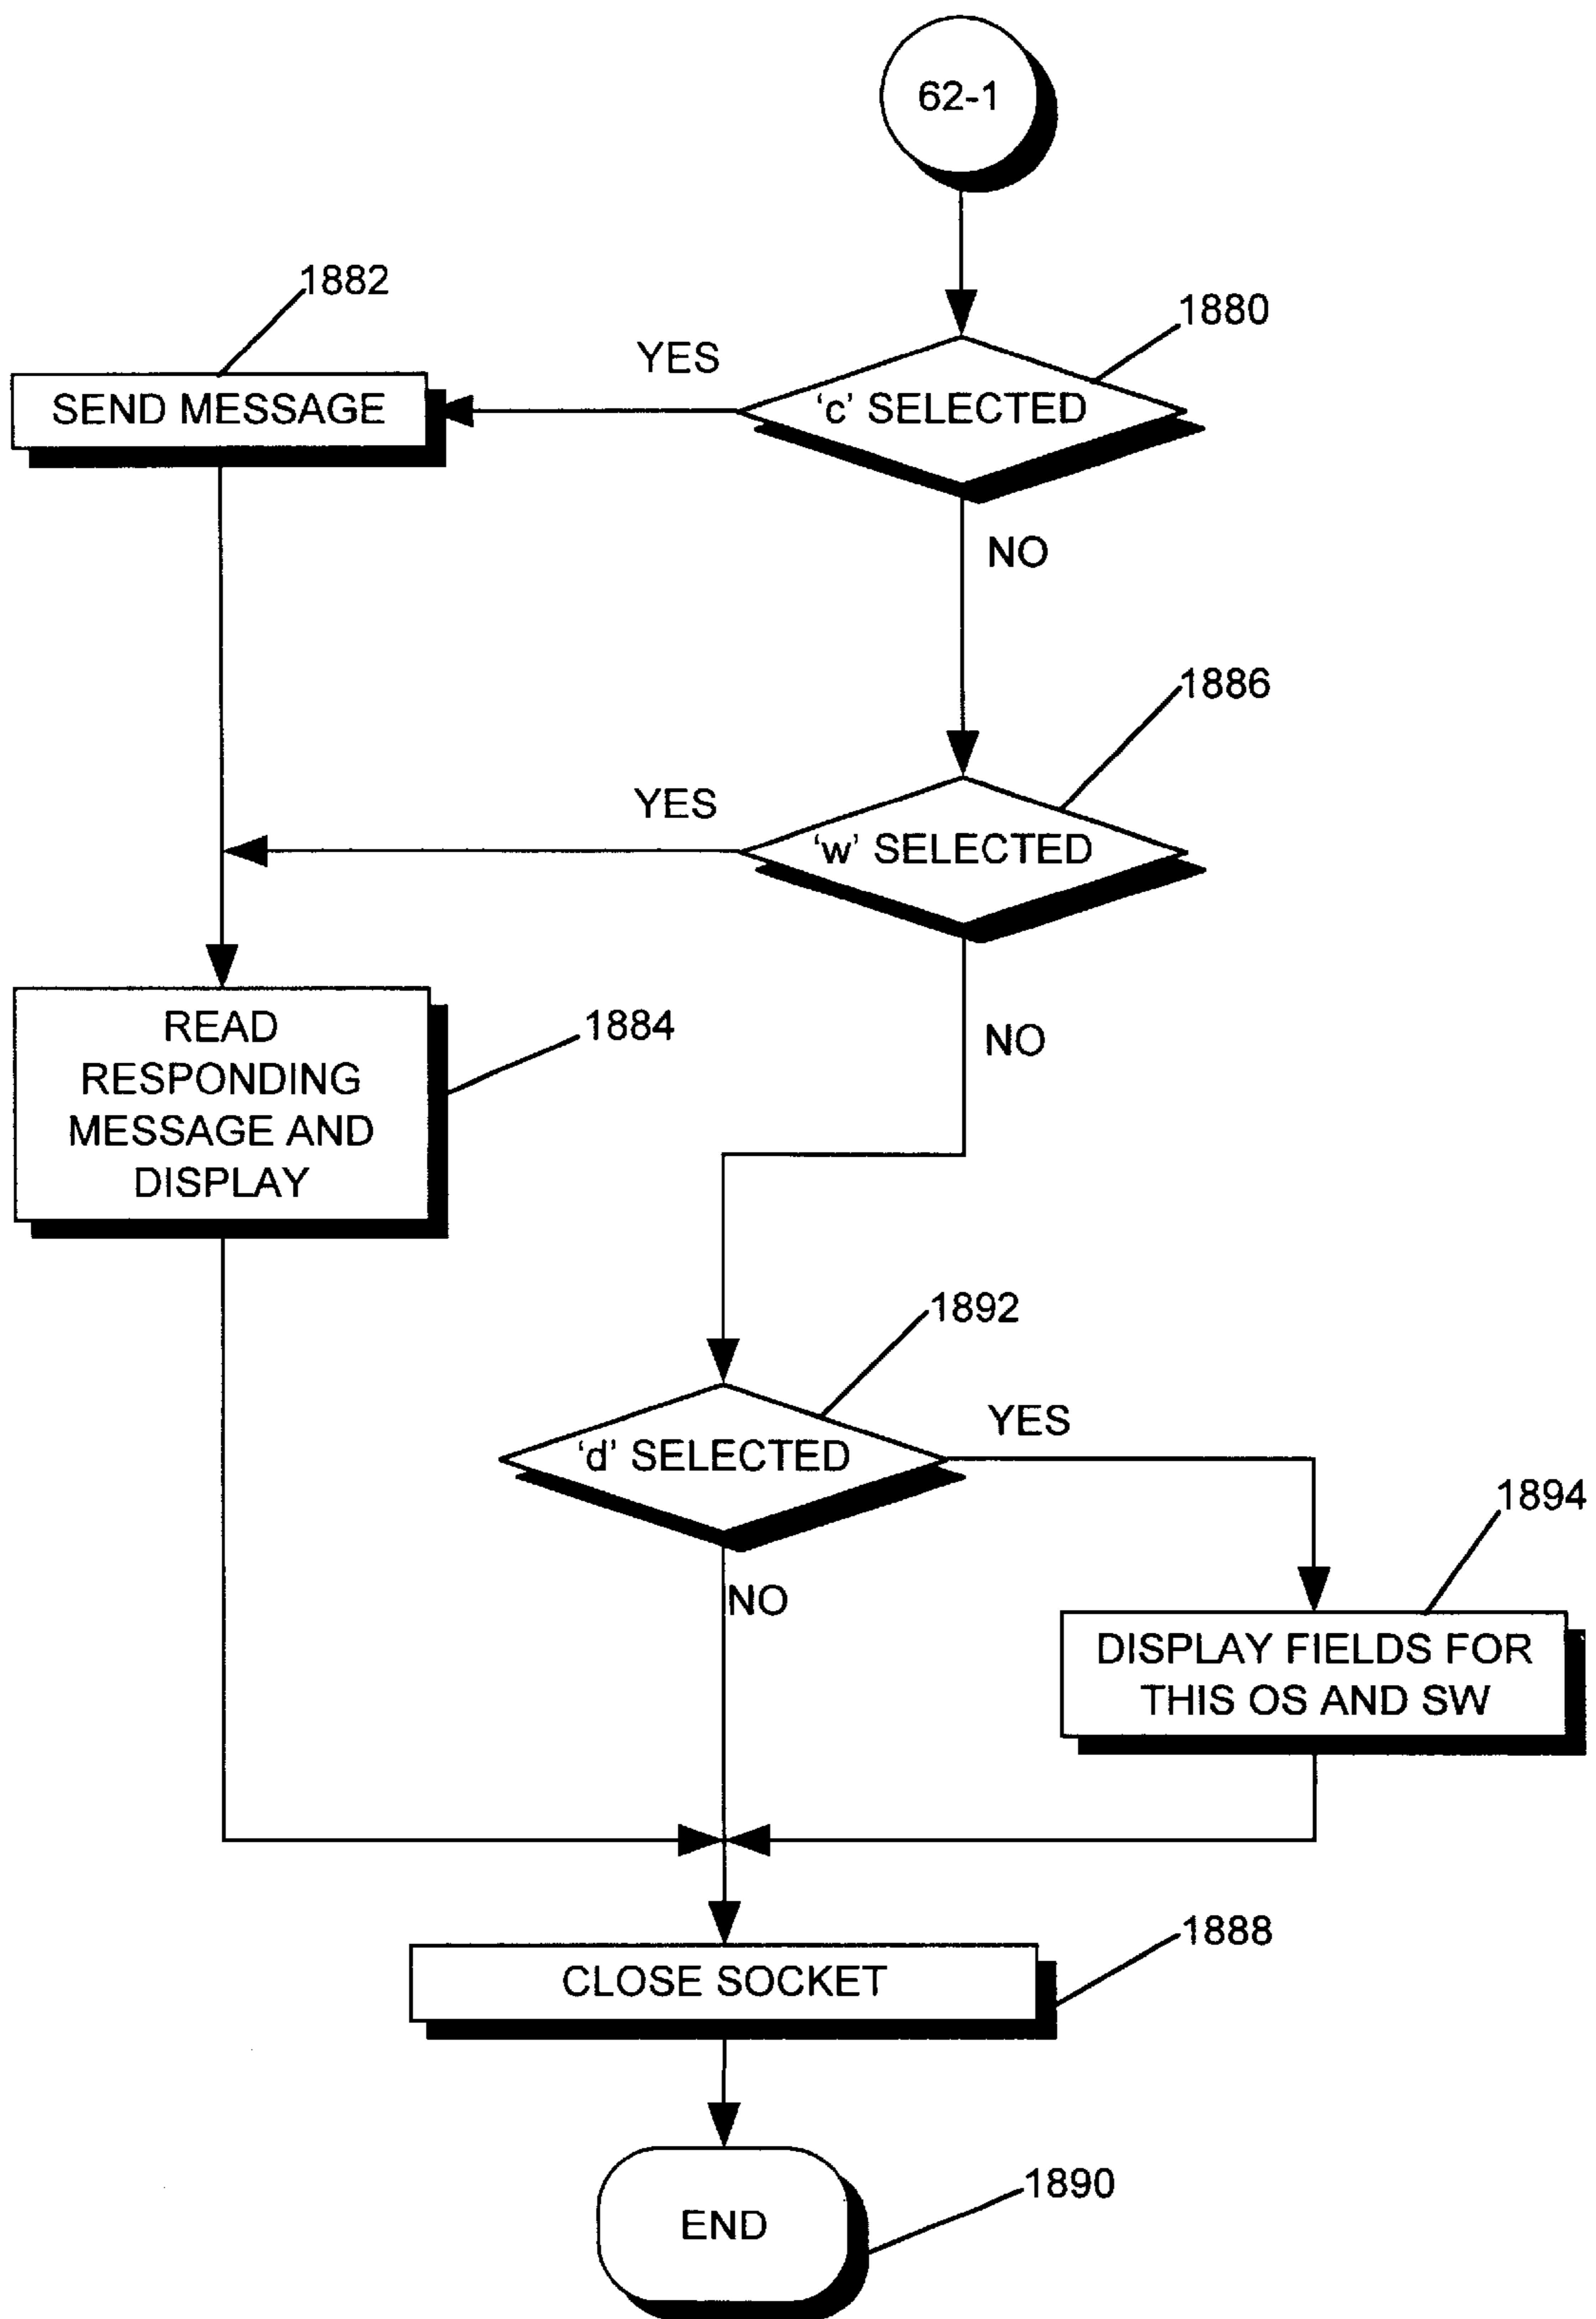 62-1
1882
1880
YES
SEND MESSAGE
‘c’ SELECTED
NO
1886
YES
‘w’ SELECTED
READ
RESPONDING
MESSAGE AND
DISPLAY
1884
NO
1892
YES
‘d’ SELECTED
1894
NO
DISPLAY FIELDS FOR
THIS OS AND SW
1888
CLOSE SOCKET
1890
END